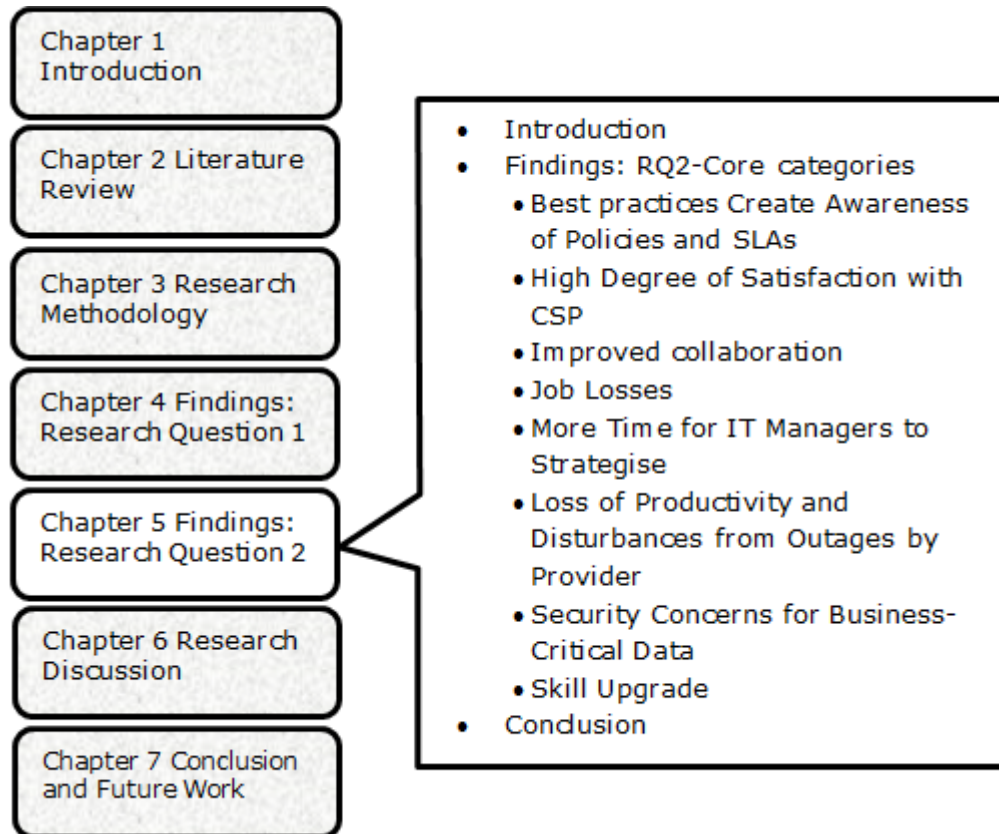 Chapter 1
Introduction
Chapter 2 Literature
Review
Chapter 3 Research
Methodology
Chapter 4 Findings:
Research Question 1
Chapter 5 Findings:
Research Question 2
Chapter 6 Research
Discussion
Chapter 7 Conclusion
and Future Work
• Introduction
• Findings: RQ2-Core categories
• Best practices Create Awareness
of Policies and SLAs
• High Degree of Satisfaction with
CSP
• Improved collaboration
• Job Losses
• More Time for IT Managers to
Strategise
• Loss of Productivity and
Disturbances from Outages by
Provider
• Security Concerns for Business-
Critical Data
• Skill Upgrade
• Conclusion